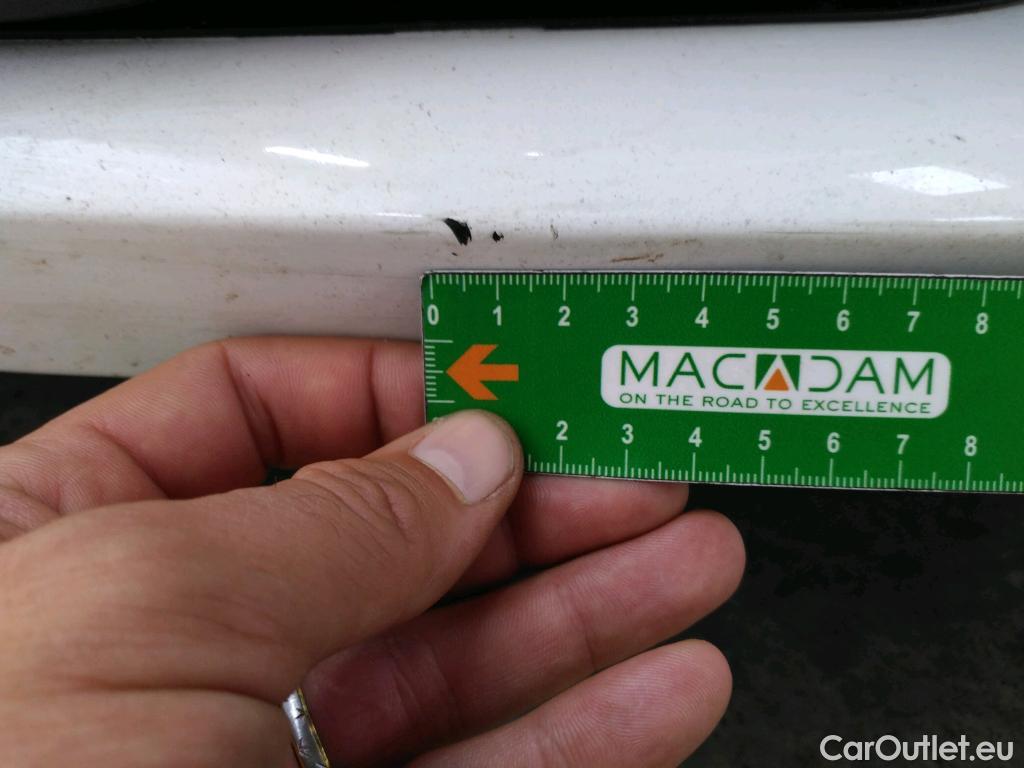 0 1 2 3 4 5 6 7 8
MACADAM
ON THE ROAD TO EXCELLENCE
2 3 4 5 6 7 8
CarOutlet.eu